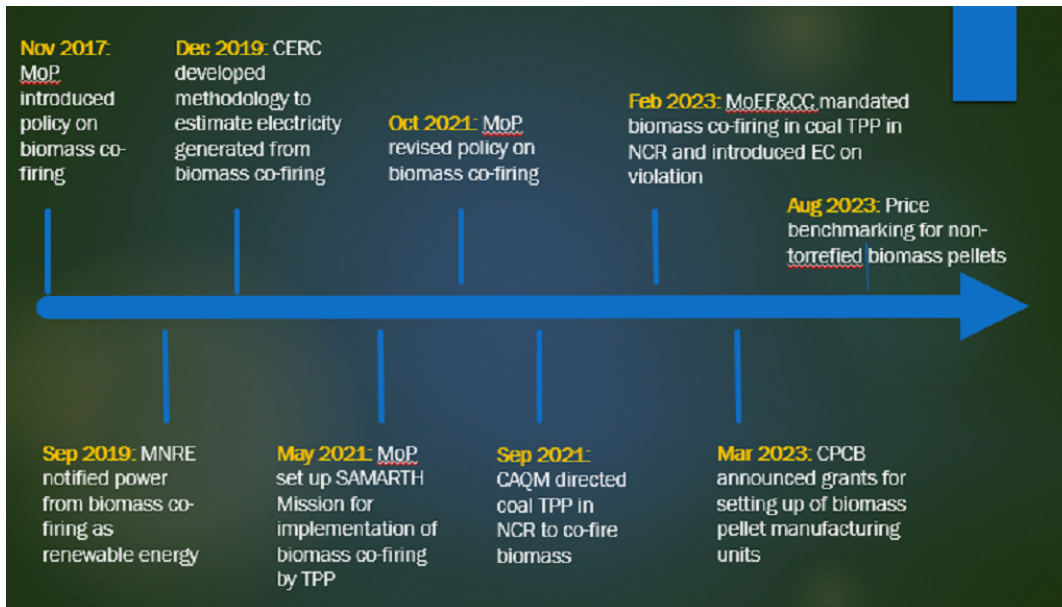 Nov 2017:
MoP
introduced
policy on
biomass co-
firing
Dec 2019: CERC
developed
methodology to
estimate electricity
generated from
biomass co-firing
Oct 2021: MoP
revised policy on
biomass co-firing
Feb 2023: MoEF&CC mandated
biomass co-firing in coal TPP in
NCR and introduced EC on
violation
Aug 2023: Price
benchmarking for non-
torrefied biomass pellets
Sep 2019: MNRE
notified power
from biomass co-
firing as
renewable energy
May 2021: MoP
set up SAMARTH
Mission for
implementation of
biomass co-firing
by TPP
Sep 2021:
CAQM directed
coal TPP in
NCR to co-fire
biomass
Mar 2023: CPCB
announced grants for
setting up of biomass
pellet manufacturing
units